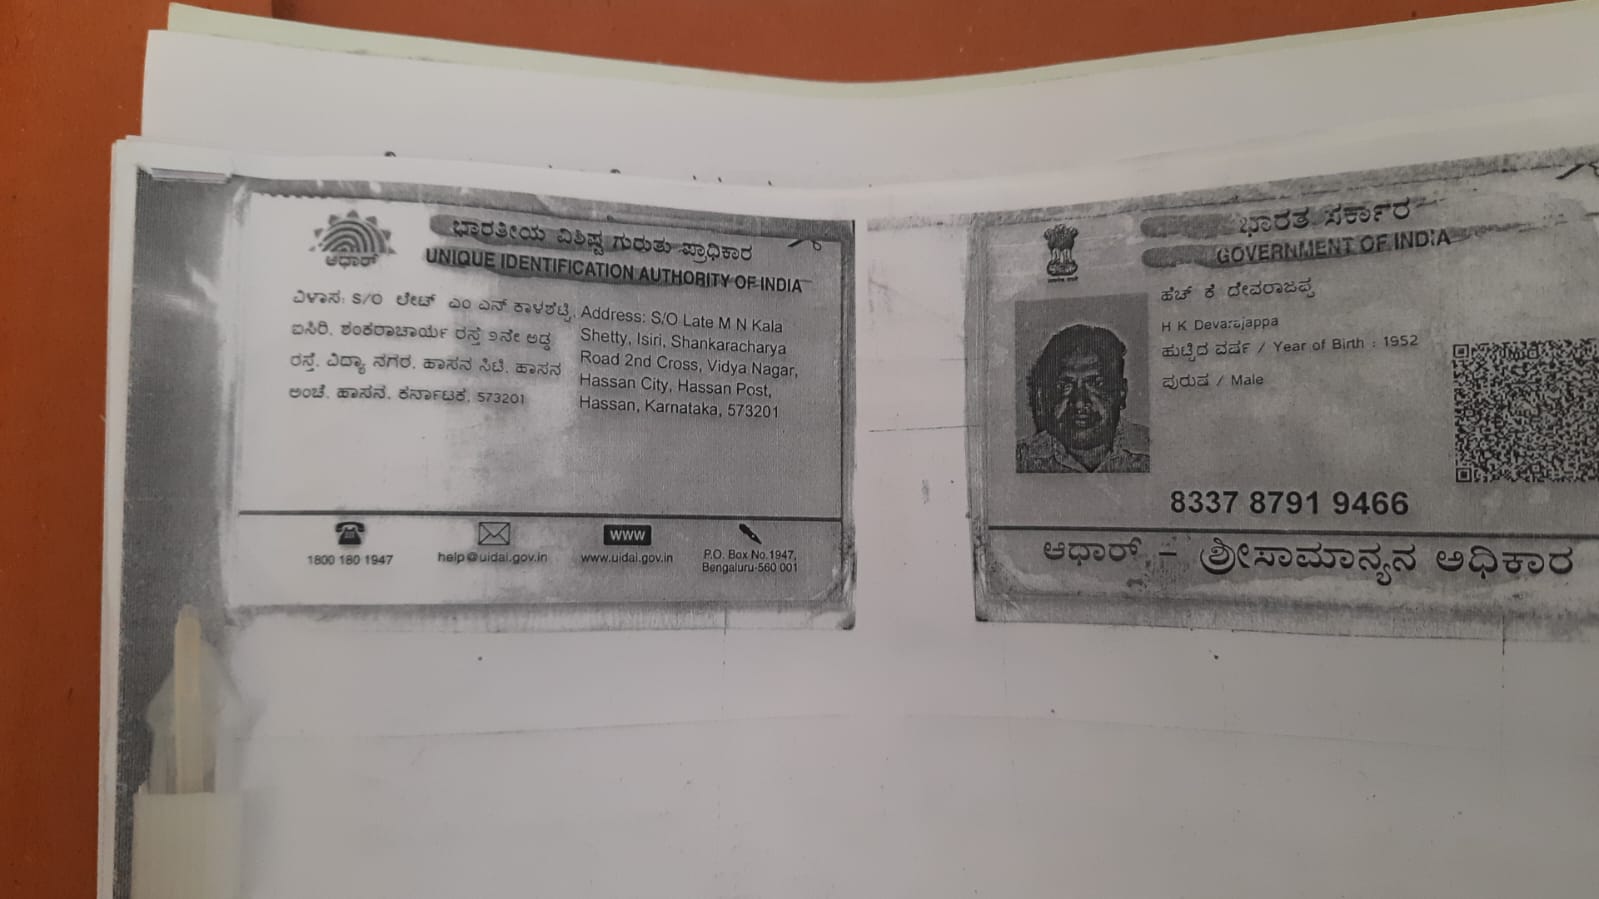 ಆಧಾರ್
ಭಾರತೀಯ ವಿಶಿಷ್ಟ ಗುರುತು ಪ್ರಾಧಿಕಾರ
UNIQUE IDENTIFICATION AUTHORITY OF INDIA
ವಿಳಾಸ: S/O ಲೇಟ್ ಎಂ ಎನ್ ಕಾಳಶೆಟ್ಟಿ,
ಐಸಿರಿ, ಶಂಕರಾಚಾರ್ಯ ರಸ್ತೆ ೨ನೇ ಅಡ್ಡ
ರಸ್ತೆ, ವಿದ್ಯಾ ನಗರ, ಹಾಸನ ಸಿಟಿ, ಹಾಸನ
ಅಂಚೆ, ಹಾಸನ, ಕರ್ನಾಟಕ, 573201
Address: S/O Late M N Kala
Shetty, Isiri, Shankaracharya
Road 2nd Cross, Vidya Nagar,
Hassan City, Hassan Post,
Hassan, Karnataka, 573201
1800 180 1947
help@uidai.gov.in
www
www.uidai.gov.in
P.O. Box No.1947,
Bengaluru-560 001
ಭಾರತ ಸರ್ಕಾರ
GOVERNMENT OF INDIA
ಹೆಚ್ ಕೆ ದೇವರಾಜಪ್ಪ
H K Devarajappa
ಹುಟ್ಟಿದ ವರ್ಷ / Year of Birth : 1952
ಪುರುಷ / Male
8337 8791 9466
ಆಧಾರ್ – ಶ್ರೀಸಾಮಾನ್ಯನ ಅಧಿಕಾರ